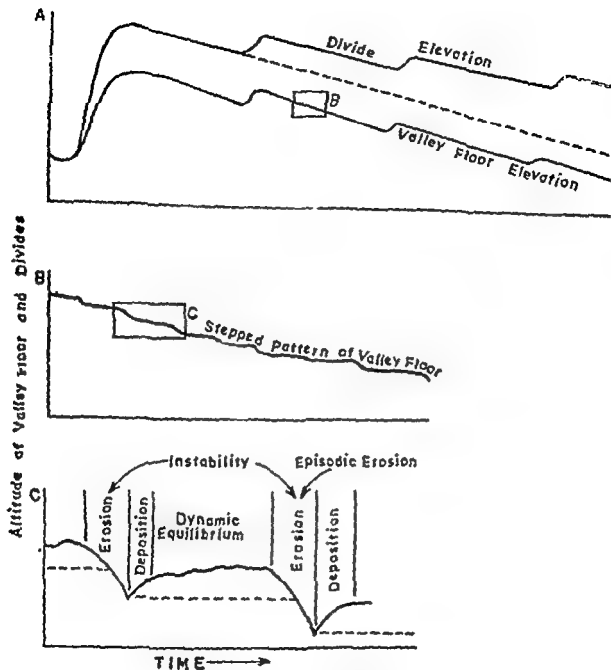 A
Divide Elevation
B
Valley Floor Elevation
B
C
Stepped Pattern of Valley Floor
Altitude of Valley Floor and Divides
Instability
Episodic Erosion
C
Erosion
Deposition
Dynamic
Equilibrium
Erosion
Deposition
TIME